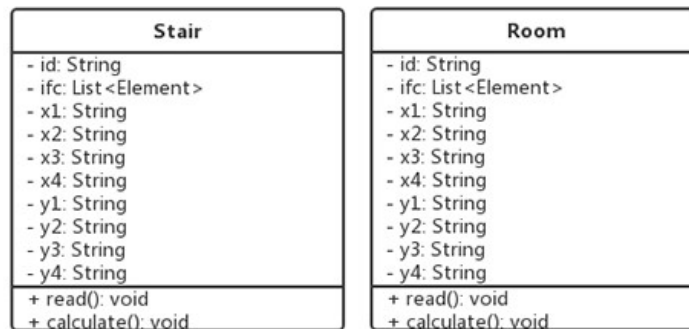 Stair
- id: String
- ifc: List<Element>
- x1: String
- x2: String
- x3: String
- x4: String
- y1: String
- y2: String
- y3: String
- y4: String
+ read(): void
+ calculate(): void
Room
- id: String
- ifc: List<Element>
- x1: String
- x2: String
- x3: String
- x4: String
- y1: String
- y2: String
- y3: String
- y4: String
+ read(): void
+ calculate(): void